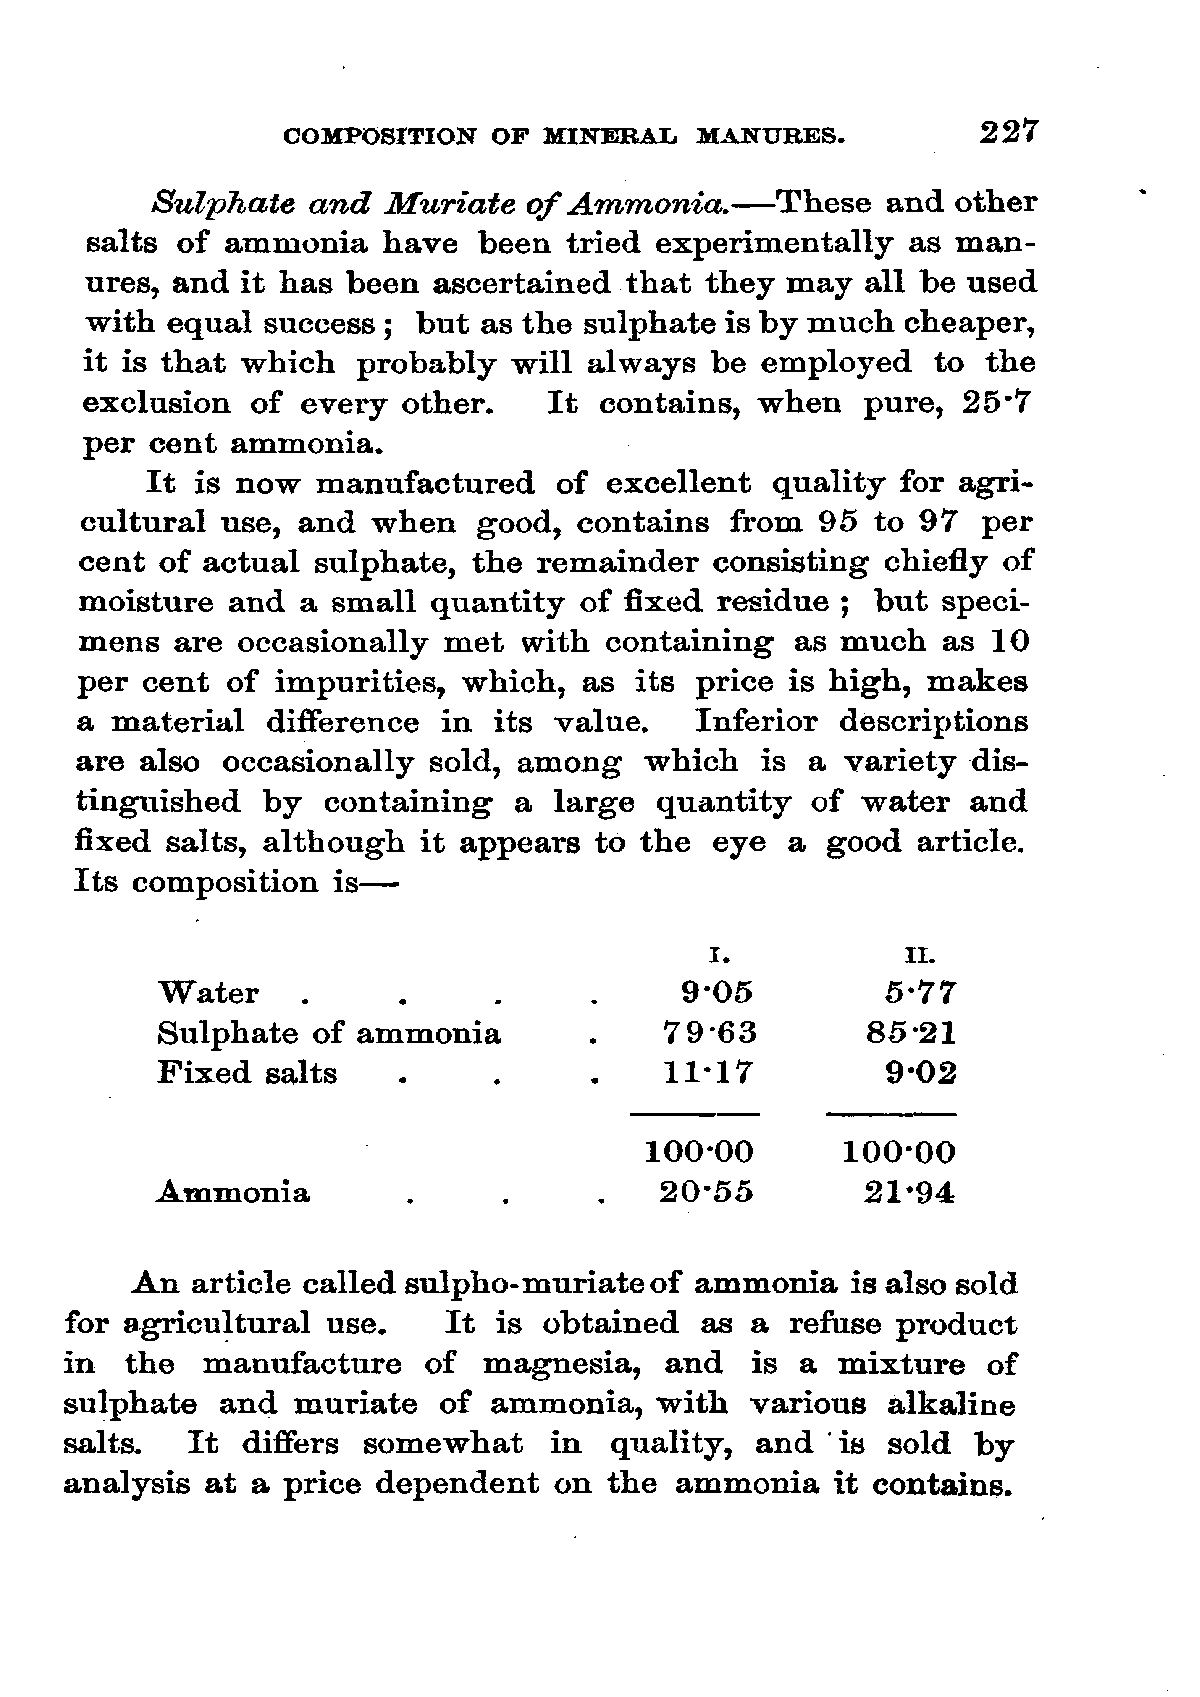 COMPOSITION OF MINERAL MANURES. 227
Sulphate and Muriate of Ammonia.—These and other
salts of ammonia have been tried experimentally as man-
ures, and it has been ascertained that they may all be used
with equal success ; but as the sulphate is by much cheaper,
it is that which probably will always be employed to the
exclusion of every other. It contains, when pure, 25·7
per cent ammonia.
It is now manufactured of excellent quality for agri-
cultural use, and when good, contains from 95 to 97 per
cent of actual sulphate, the remainder consisting chiefly of
moisture and a small quantity of fixed residue ; but speci-
mens are occasionally met with containing as much as 10
per cent of impurities, which, as its price is high, makes
a material difference in its value. Inferior descriptions
are also occasionally sold, among which is a variety dis-
tinguished by containing a large quantity of water and
fixed salts, although it appears to the eye a good article.
Its composition is—
I. II.
Water . . . . 9·05 5·77
Sulphate of ammonia . 79·63 85·21
Fixed salts . . . 11·17 9·02
100·00 100·00
Ammonia . . . 20·55 21·94
An article called sulpho-muriate of ammonia is also sold
for agricultural use. It is obtained as a refuse product
in the manufacture of magnesia, and is a mixture of
sulphate and muriate of ammonia, with various alkaline
salts. It differs somewhat in quality, and is sold by
analysis at a price dependent on the ammonia it contains.